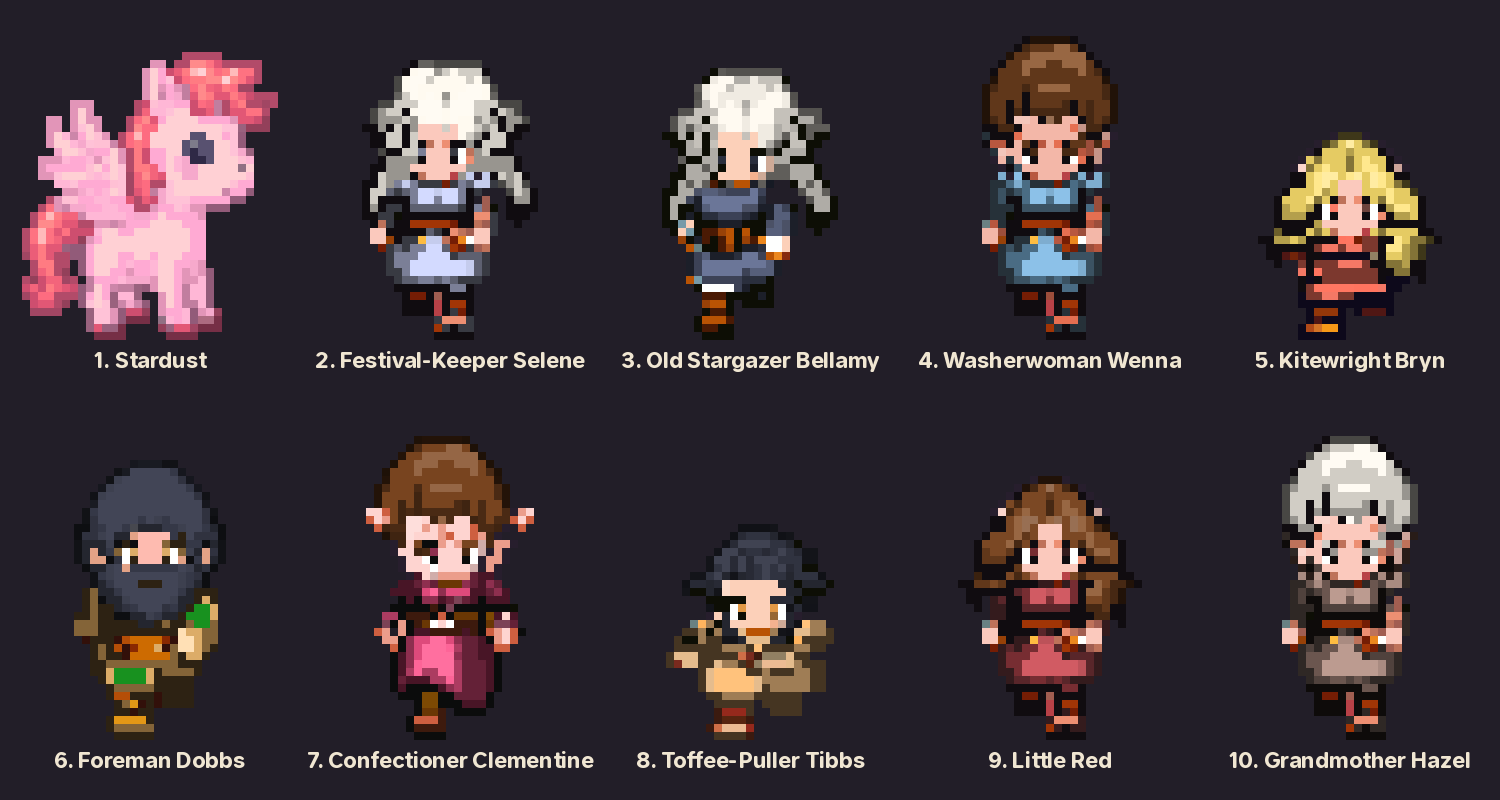 1. Stardust
2. Festival-Keeper Selene
3. Old Stargazer Bellamy
4. Washerwoman Wenna
5. Kitewright Bryn
6. Foreman Dobbs
7. Confectioner Clementine
8. Toffee-Puller Tibbs
9. Little Red
10. Grandmother Hazel